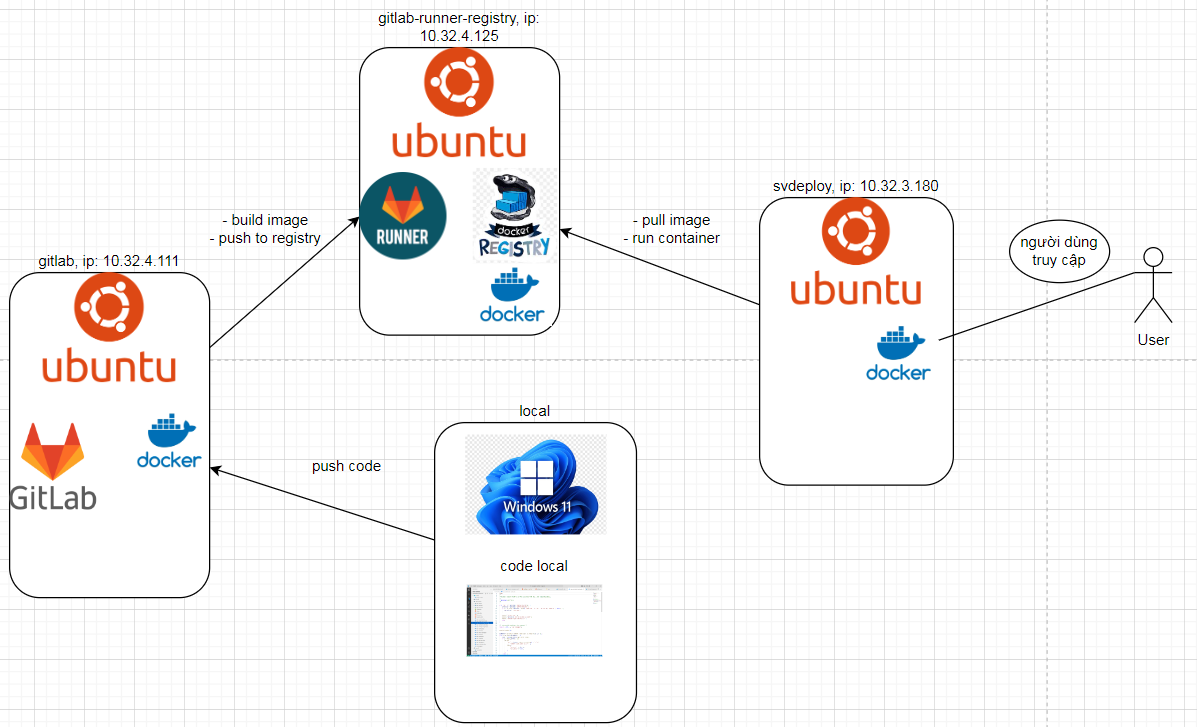 gitlab-runner-registry, ip:
10.32.4.125
ubuntu
RUNNER
docker
REGISTRY
docker
- build image
- push to registry
- pull image
- run container
svdeploy, ip: 10.32.3.180
ubuntu
docker
người dùng
truy cập
User
gitlab, ip: 10.32.4.111
ubuntu
docker
GitLab
push code
local
Windows 11
code local